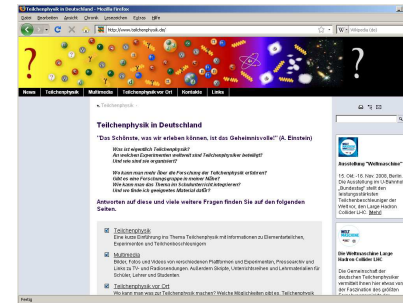 Teilchenphysik in Deutschland - Mozilla Firefox
Datei Bearbeiten Ansicht Chronik Lesezeichen Extras Hilfe
http://www.teilchenphysik.de/
Wikipedia (de)
? ?
News Teilchenphysik Multimedia Teilchenphysik vor Ort Kontakte Links
Teilchenphysik
Teilchenphysik in Deutschland
"Das Schönste, was wir erleben können, ist das Geheimnisvolle!" (A. Einstein)
Was ist eigentlich Teilchenphysik?
An welchen Experimenten weltweit sind Teilchenphysiker beteiligt?
Und wie sind sie organisiert?
Wo kann man mehr über die Forschung der Teilchenphysik erfahren?
Gibt es eine Forschungsgruppe in meiner Nähe?
Wie kann man das Thema im Schulunterricht integrieren?
Und wo finde ich geeignetes Material dafür?
Antworten auf diese und viele weitere Fragen finden Sie auf den folgenden
Seiten.
Teilchenphysik
Eine kurze Einführung ins Thema Teilchenphysik mit Informationen zu Elementarteilchen,
Experimenten und Teilchenbeschleunigern
Multimedia
Bilder, Fotos und Videos von verschiedenen Plattformen und Experimenten, Pressearchiv und
Links zu TV- und Radiosendungen. Außerdem Skripte, Unterrichtsreihen und Lehrmaterialien für
Schüler, Lehrer und Studenten.
Teilchenphysik vor Ort
Wo kann man was zur Teilchenphysik machen? Welche Möglichkeiten gibt es, Teilchenphysik
Ausstellung "Weltmaschine"
15. Okt. -16. Nov. 2008, Berlin.
Die Ausstellung im U-Bahnhof
„Bundestag" stellt den
leistungsstärksten
Teilchenbeschleuniger der
Welt vor, den Large Hadron
Collider LHC. Mehr!
WELT
Die Weltmaschine Large
Hadron Collider LHC
Die Gemeinschaft der
deutschen Teilchenphysiker
vermittelt Ihnen hier etwas von
der Faszination des größten
Fertig